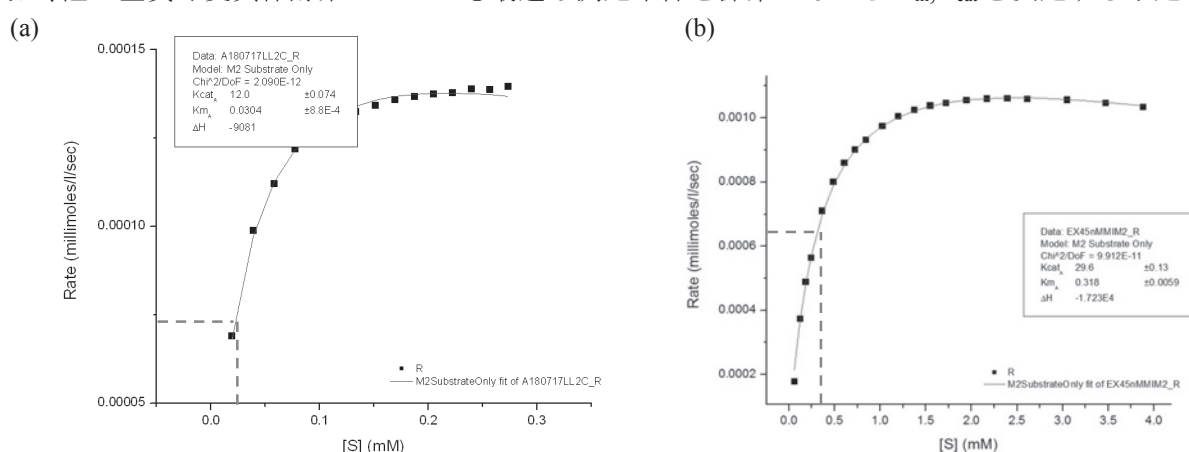 (a)
(b)
Data: A180717LL2C_R
Model: M2 Substrate Only
Chi^2/DoF = 2.090E-12
Kcat_A 12.0 ±0.074
Km_A 0.0304 ±8.8E-4
ΔH -9081
0.00015
0.00010
0.00005
Rate (millimoles/l/sec)
R
M2SubstrateOnly fit of A180717LL2C_R
0.0 0.1 0.2 0.3
[S] (mM)
0.0010
0.0008
0.0006
0.0004
0.0002
Rate (millimoles/l/sec)
Data: EX45nMMIM2_R
Model: M2 Substrate Only
Chi^2/DoF = 9.912E-11
Kcat_A 29.6 ±0.13
Km_A 0.318 ±0.0059
ΔH -1.723E4
R
M2SubstrateOnly fit of EX45nMMIM2_R
0.0 0.5 1.0 1.5 2.0 2.5 3.0 3.5 4.0
[S] (mM)